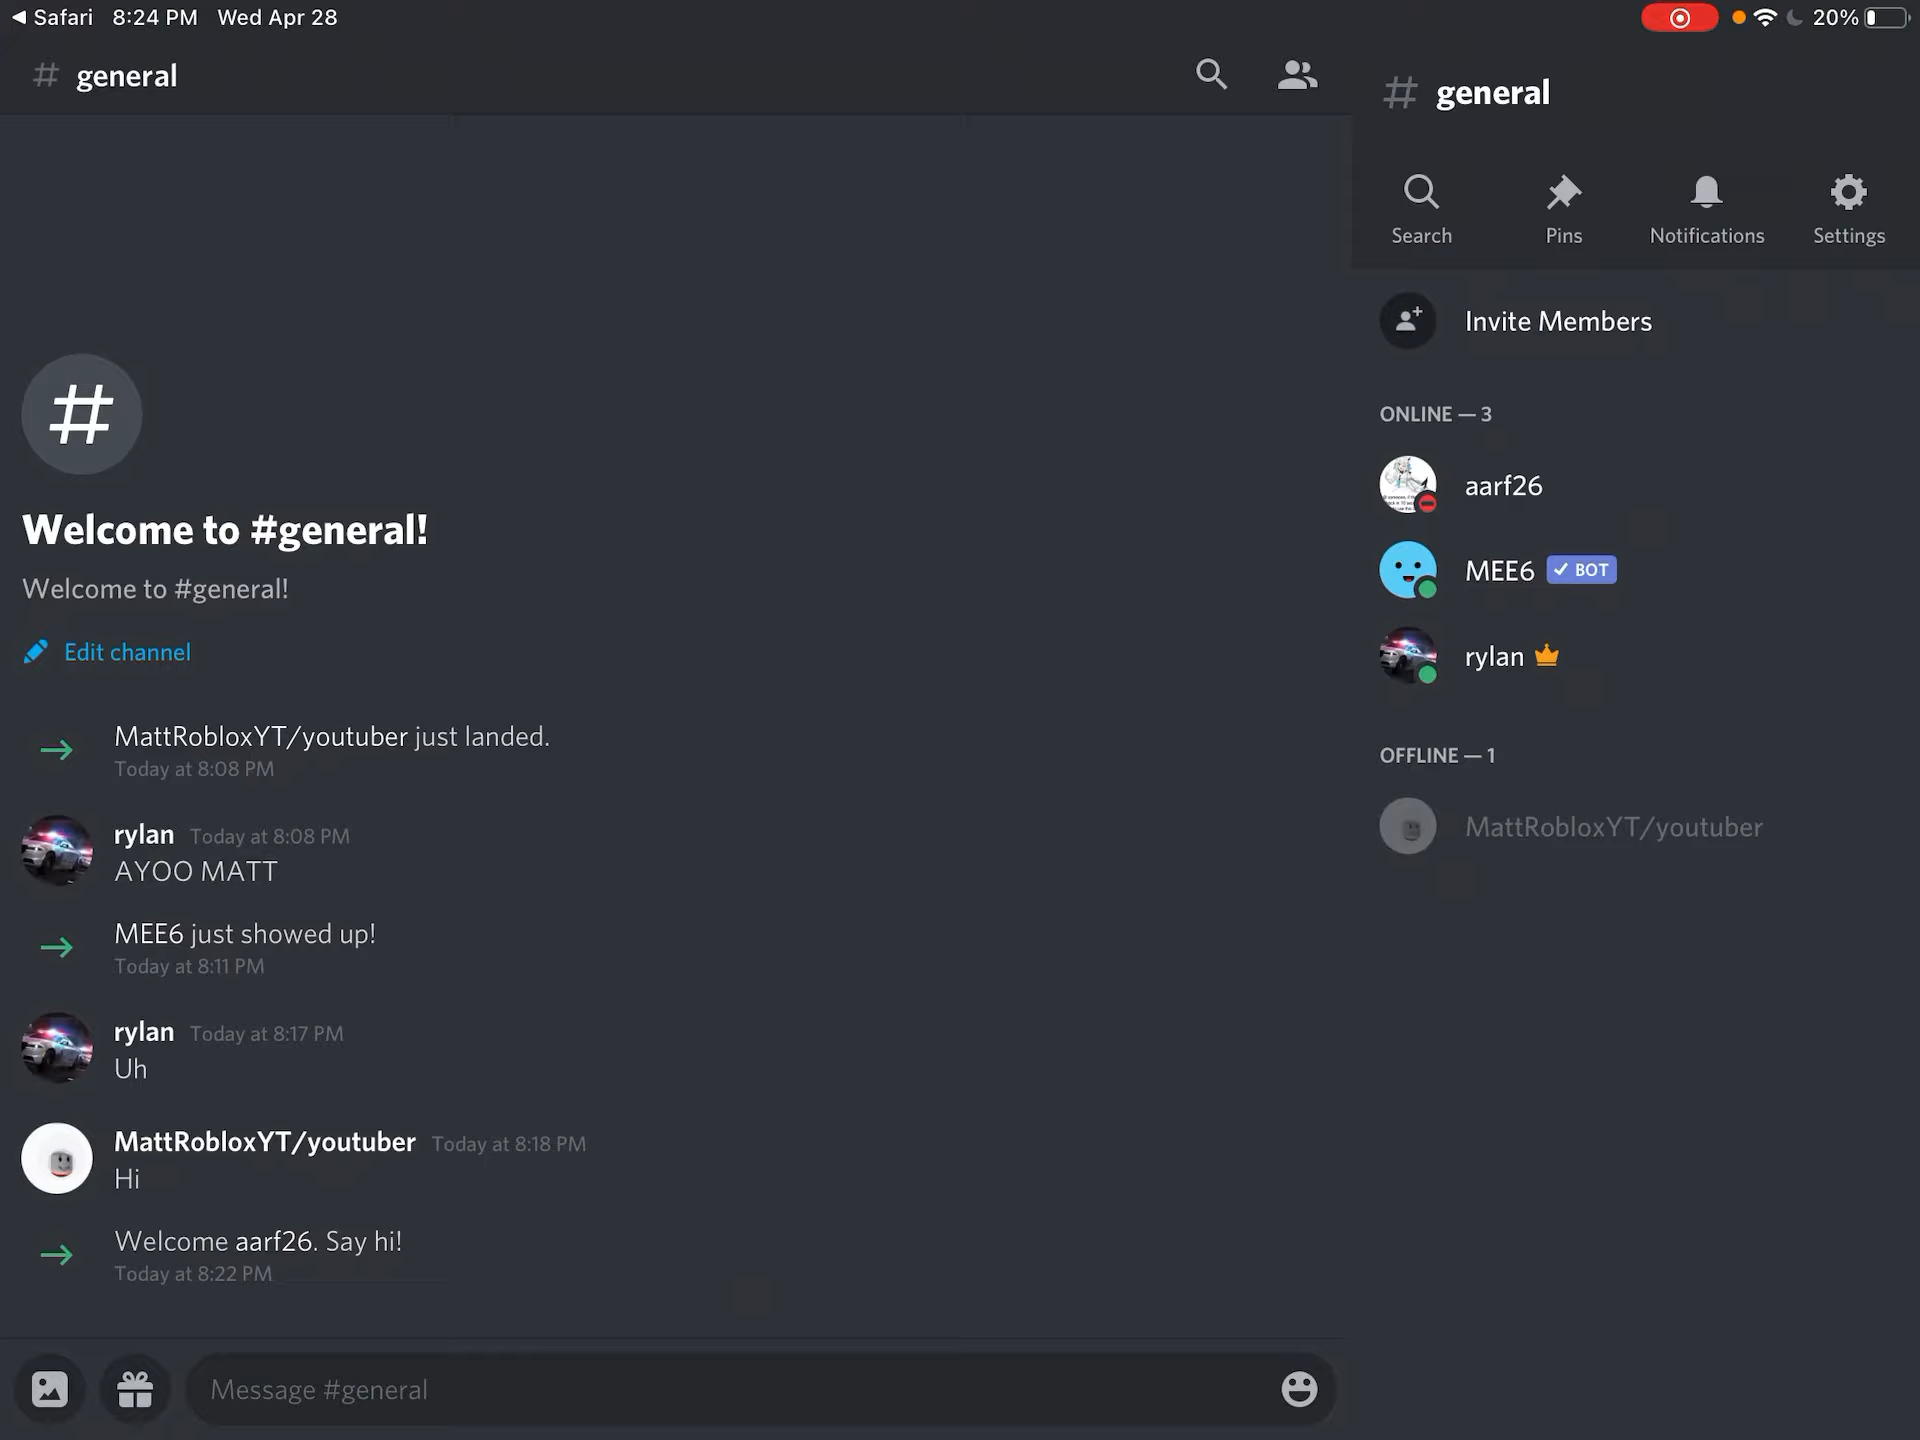 Safari 8:24 PM Wed Apr 28
20%
# general
# general
Search Pins Notifications Settings
Invite Members
ONLINE — 3
aarf26
MEE6 BOT
rylan
OFFLINE — 1
MattRobloxYT/youtuber
#
Welcome to #general!
Welcome to #general!
Edit channel
MattRobloxYT/youtuber just landed.
Today at 8:08 PM
rylan Today at 8:08 PM
AYOO MATT
MEE6 just showed up!
Today at 8:11 PM
rylan Today at 8:17 PM
Uh
MattRobloxYT/youtuber Today at 8:18 PM
Hi
Welcome aarf26. Say hi!
Today at 8:22 PM
Message #general